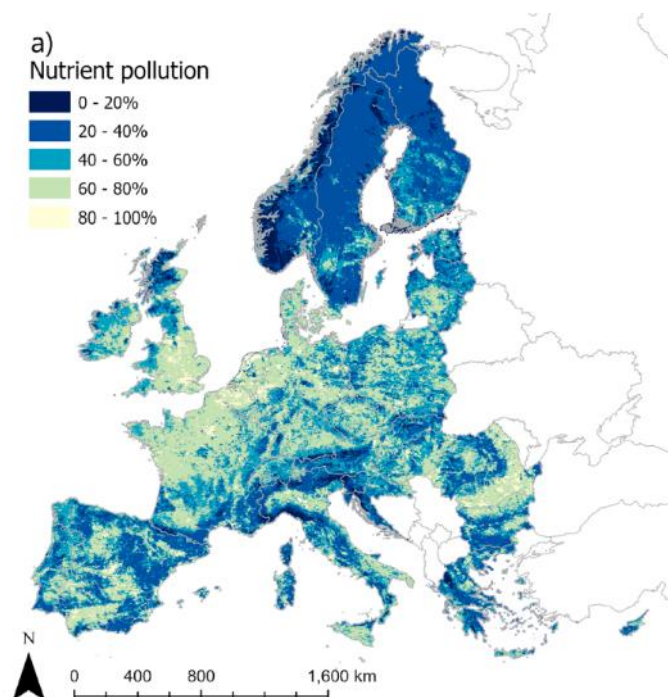 a)
Nutrient pollution
0 - 20%
20 - 40%
40 - 60%
60 - 80%
80 - 100%
N
0 400 800 1,600 km